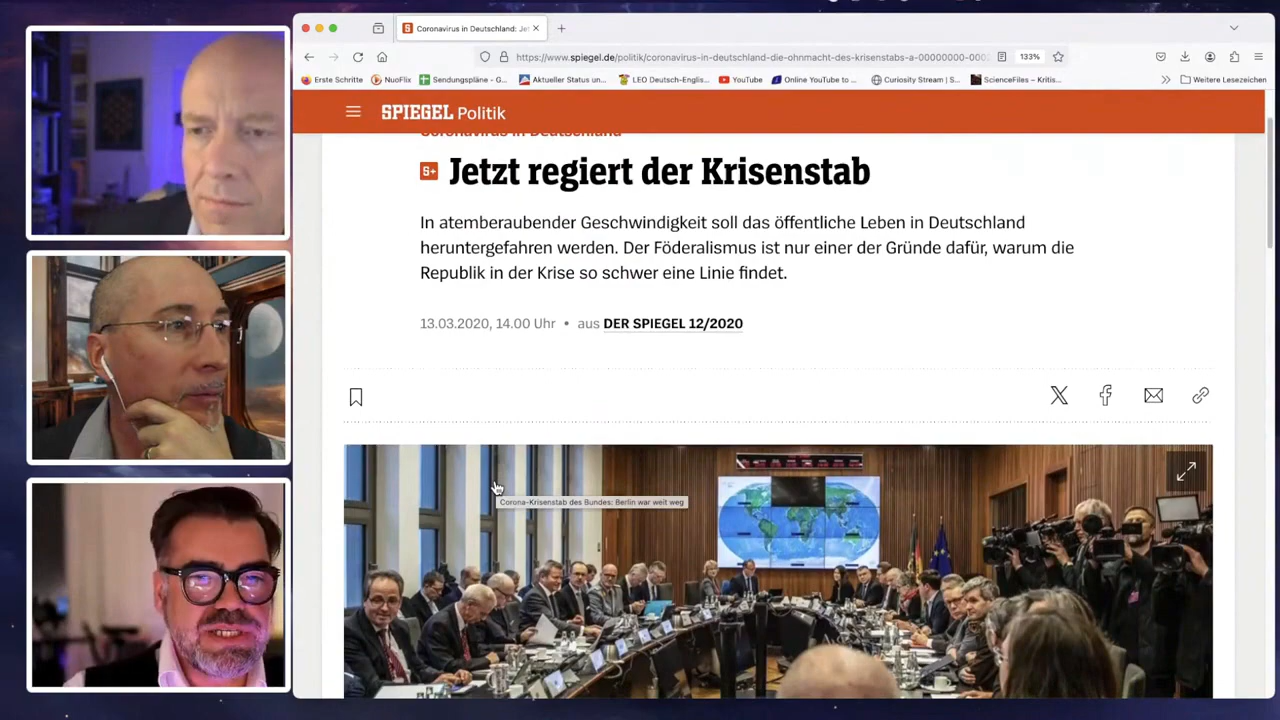 Coronavirus in Deutschland: Jet
https://www.spiegel.de/politik/coronavirus-in-deutschland-die-ohnmacht-des-krisenstabs-a-00000000-000
133%
Erste Schritte
NuoFlix
Sendungspläne - G...
Aktueller Status un...
LEO Deutsch-Englis...
YouTube
Online YouTube to ...
Curiosity Stream | S...
ScienceFiles – Kritis...
Weitere Lesezeichen
SPIEGEL Politik
Coronavirus in Deutschland
S+ Jetzt regiert der Krisenstab
In atemberaubender Geschwindigkeit soll das öffentliche Leben in Deutschland
heruntergefahren werden. Der Föderalismus ist nur einer der Gründe dafür, warum die
Republik in der Krise so schwer eine Linie findet.
13.03.2020, 14.00 Uhr • aus DER SPIEGEL 12/2020
Corona-Krisenstab des Bundes: Berlin war weit weg